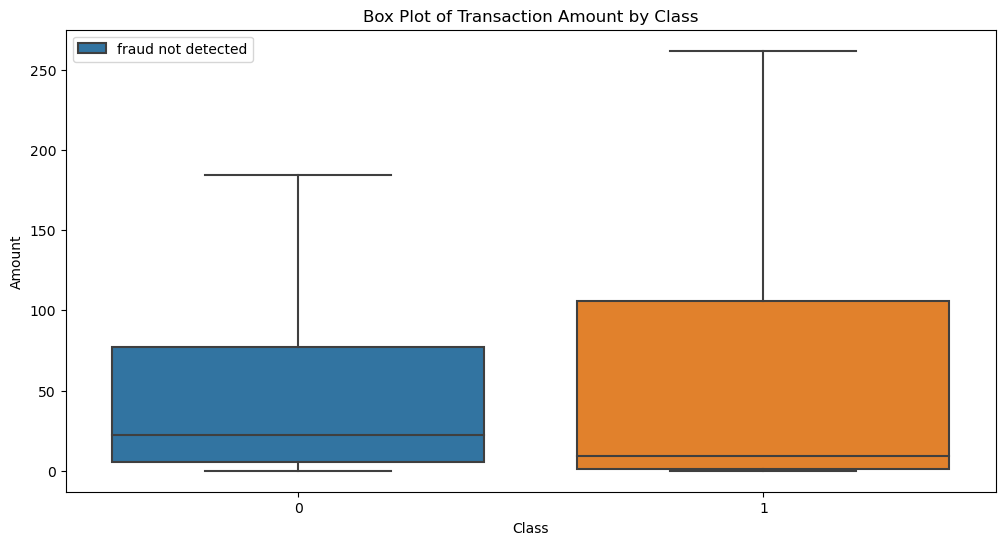 Box Plot of Transaction Amount by Class
fraud not detected
250
200
150
100
50
0
Amount
0 1
Class